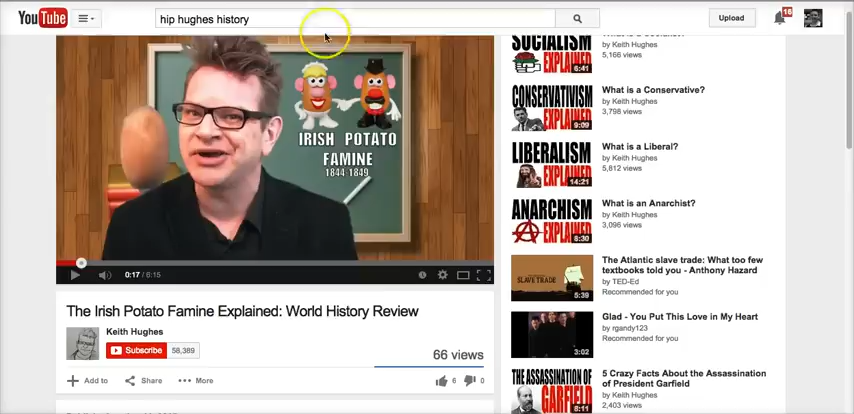 YouTube
hip hughes history
Upload
16
IRISH POTATO
FAMINE
1844-1849
0:17 / 6:15
The Irish Potato Famine Explained: World History Review
Keith Hughes
Subscribe 58,389
66 views
Add to Share More
6 0
SOCIALISM
EXPLAINED
6:41
by Keith Hughes
5,166 views
CONSERVATIVISM
EXPLAINED
9:09
What is a Conservative?
by Keith Hughes
3,798 views
LIBERALISM
EXPLAINED
14:21
What is a Liberal?
by Keith Hughes
5,812 views
ANARCHISM
EXPLAINED
8:30
What is an Anarchist?
by Keith Hughes
3,096 views
SLAVE TRADE
5:39
The Atlantic slave trade: What too few
textbooks told you - Anthony Hazard
by TED-Ed
Recommended for you
3:02
Glad - You Put This Love in My Heart
by rgandy123
Recommended for you
THE ASSASSINATION OF
GARFIELD
8:11
5 Crazy Facts About the Assassination
of President Garfield
by Keith Hughes
2,403 views